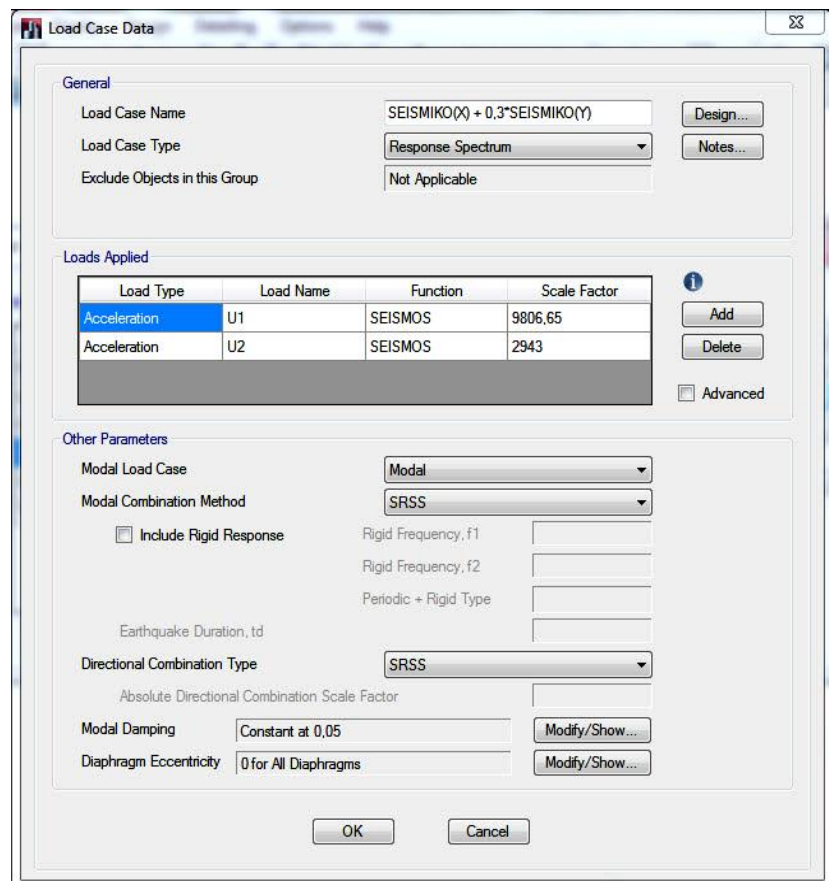 Load Case Data
Detailing Options Help
General
Load Case Name SEISMIKO(X) + 0,3*SEISMIKO(Y) Design...
Load Case Type Response Spectrum Notes...
Exclude Objects in this Group Not Applicable
Loads Applied
Load Type Load Name Function Scale Factor
Acceleration U1 SEISMOS 9806,65 Add
Acceleration U2 SEISMOS 2943 Delete
Advanced
Other Parameters
Modal Load Case Modal
Modal Combination Method SRSS
Include Rigid Response Rigid Frequency, f1
Rigid Frequency, f2
Periodic + Rigid Type
Earthquake Duration, td
Directional Combination Type SRSS
Absolute Directional Combination Scale Factor
Modal Damping Constant at 0,05 Modify/Show...
Diaphragm Eccentricity 0 for All Diaphragms Modify/Show...
OK Cancel